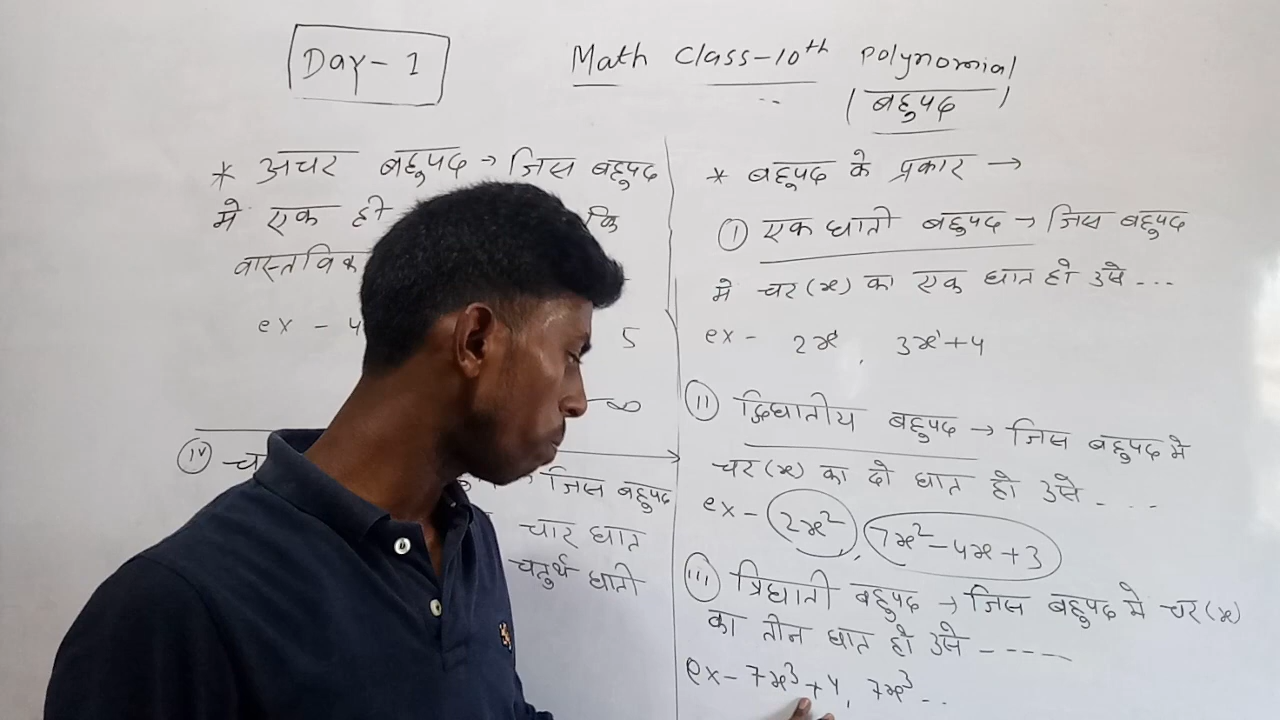 Day-1
Math Class-10th Polynomial
(बहुपद)
* अचर बहुपद → जिस बहुपद
मे एक ही कि
वास्तविक
ex - 4 5
-∞
(iv) च जिस बहुपद
चार घात
चतुर्थ घाती
* बहुपद के प्रकार →
(i) एक घाती बहुपद → जिस बहुपद
मे चर(x) का एक घात हो उसे ...
ex - 2x¹, 3x¹+4
(ii) द्विघातीय बहुपद → जिस बहुपद मे
चर(x) का दो घात हो उसे - - -
ex - 2x², 7x²-4x+3
(iii) त्रिघाती बहुपद → जिस बहुपद मे चर(x)
का तीन घात हो उसे -----
ex- 7x³+4, 7x³ --